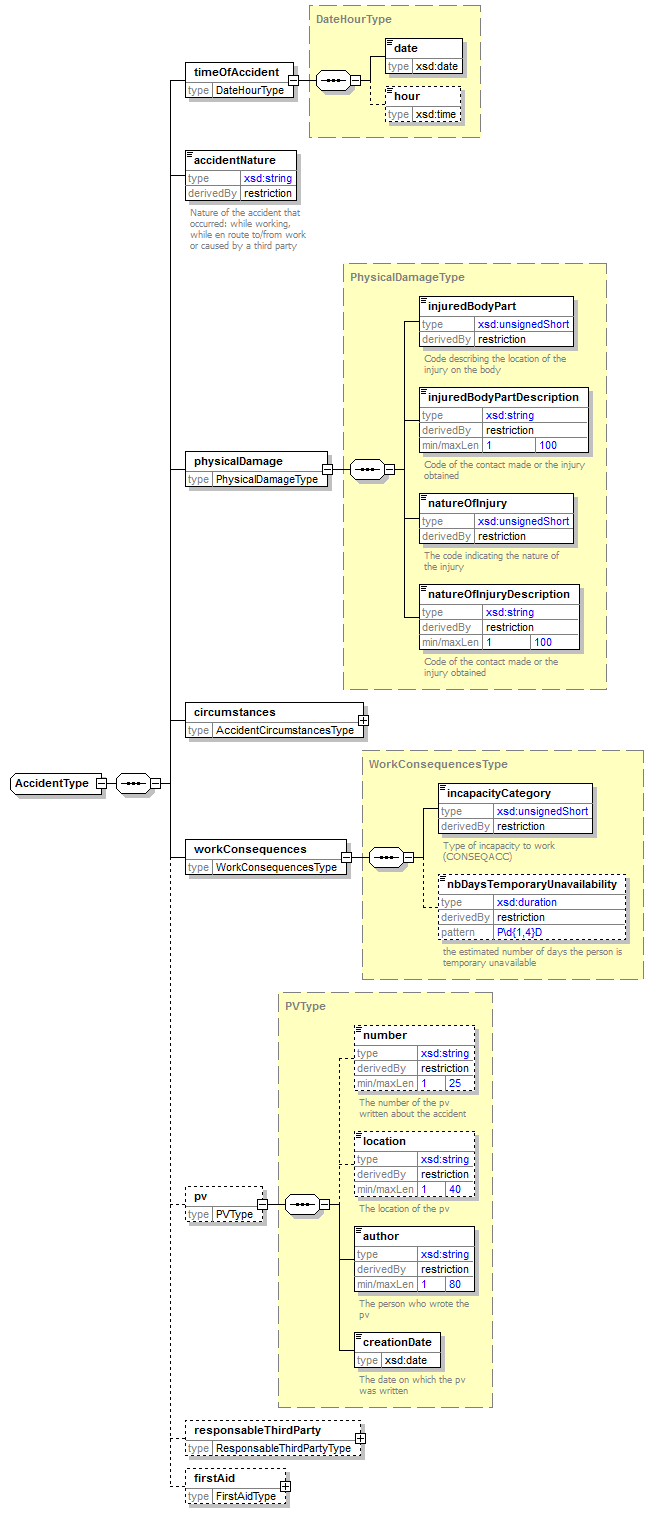 DateHourType
date
type xsd:date
timeOfAccident
type DateHourType
hour
type xsd:time
accidentNature
type xsd:string
derivedBy restriction
Nature of the accident that
occurred: while working,
while en route to/from work
or caused by a third party
PhysicalDamageType
injuredBodyPart
type xsd:unsignedShort
derivedBy restriction
Code describing the location of the
injury on the body
injuredBodyPartDescription
type xsd:string
derivedBy restriction
min/maxLen 1 100
Code of the contact made or the injury
obtained
physicalDamage
type PhysicalDamageType
natureOfInjury
type xsd:unsignedShort
derivedBy restriction
The code indicating the nature of
the injury
natureOfInjuryDescription
type xsd:string
derivedBy restriction
min/maxLen 1 100
Code of the contact made or the
injury obtained
circumstances
type AccidentCircumstancesType
AccidentType
WorkConsequencesType
incapacityCategory
type xsd:unsignedShort
derivedBy restriction
Type of incapacity to work
(CONSEQACC)
workConsequences
type WorkConsequencesType
nbDaysTemporaryUnavailability
type xsd:duration
derivedBy restriction
pattern P\d{1,4}D
the estimated number of days the person is
temporary unavailable
PVType
number
type xsd:string
derivedBy restriction
min/maxLen 1 25
The number of the pv
written about the accident
location
type xsd:string
derivedBy restriction
min/maxLen 1 40
The location of the pv
pv
type PVType
author
type xsd:string
derivedBy restriction
min/maxLen 1 80
The person who wrote the
pv
creationDate
type xsd:date
The date on which the pv
was written
responsableThirdParty
type ResponsableThirdPartyType
firstAid
type FirstAidType